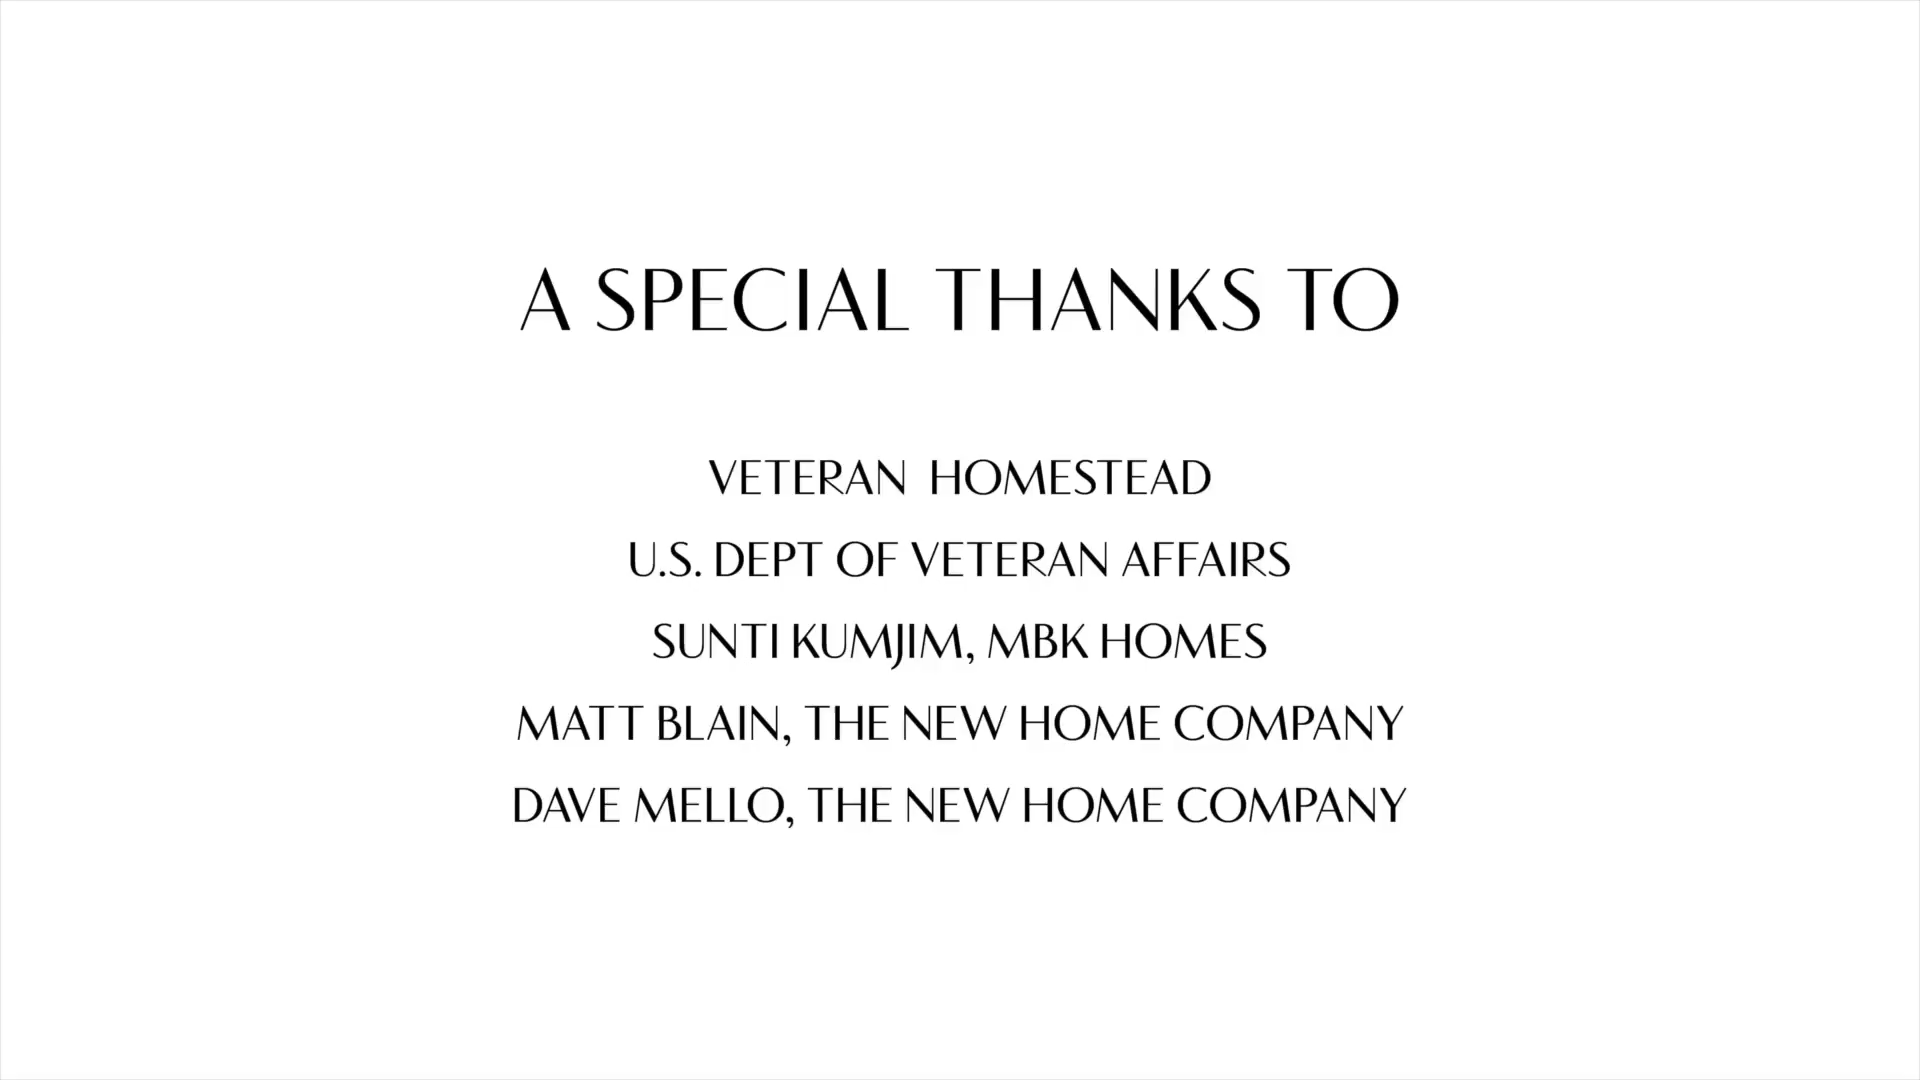 A SPECIAL THANKS TO
VETERAN HOMESTEAD
U.S. DEPT OF VETERAN AFFAIRS
SUNTI KUMJIM, MBK HOMES
MATT BLAIN, THE NEW HOME COMPANY
DAVE MELLO, THE NEW HOME COMPANY